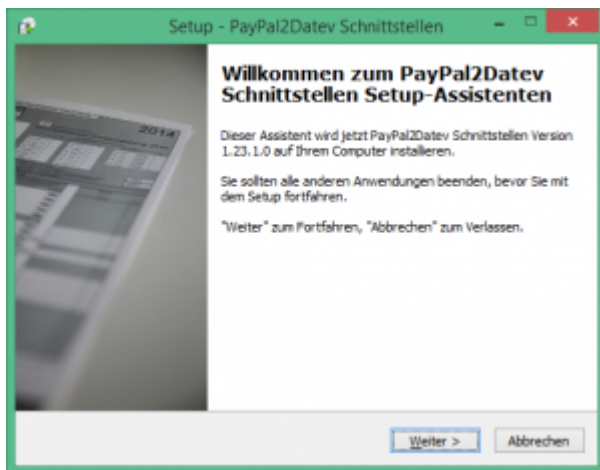 Setup - PayPal2Datev Schnittstellen
Willkommen zum PayPal2Datev
Schnittstellen Setup-Assistenten
2014
Dieser Assistent wird jetzt PayPal2Datev Schnittstellen Version
1.23.1.0 auf Ihrem Computer installieren.
Sie sollten alle anderen Anwendungen beenden, bevor Sie mit
dem Setup fortfahren.
"Weiter" zum Fortfahren, "Abbrechen" zum Verlassen.
Weiter >
Abbrechen